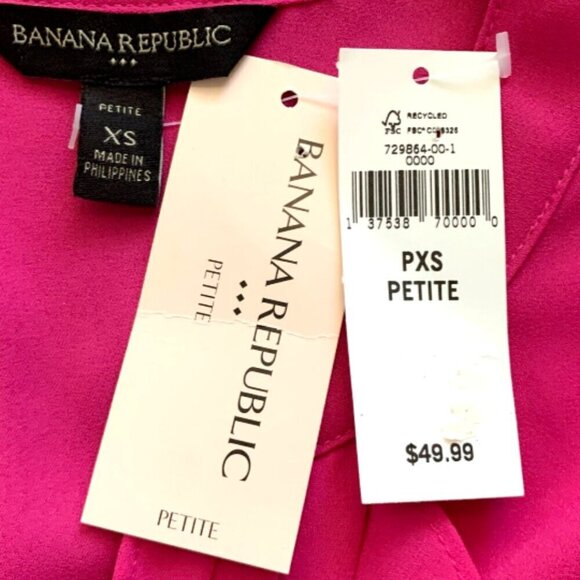 BANANA REPUBLIC
PETITE
XS
MADE IN
PHILIPPINES
BANANA REPUBLIC
PETITE
PETITE
RECYCLED
FSC
729864-00-1
0000
1 37538 70000 0
PXS
PETITE
$49.99